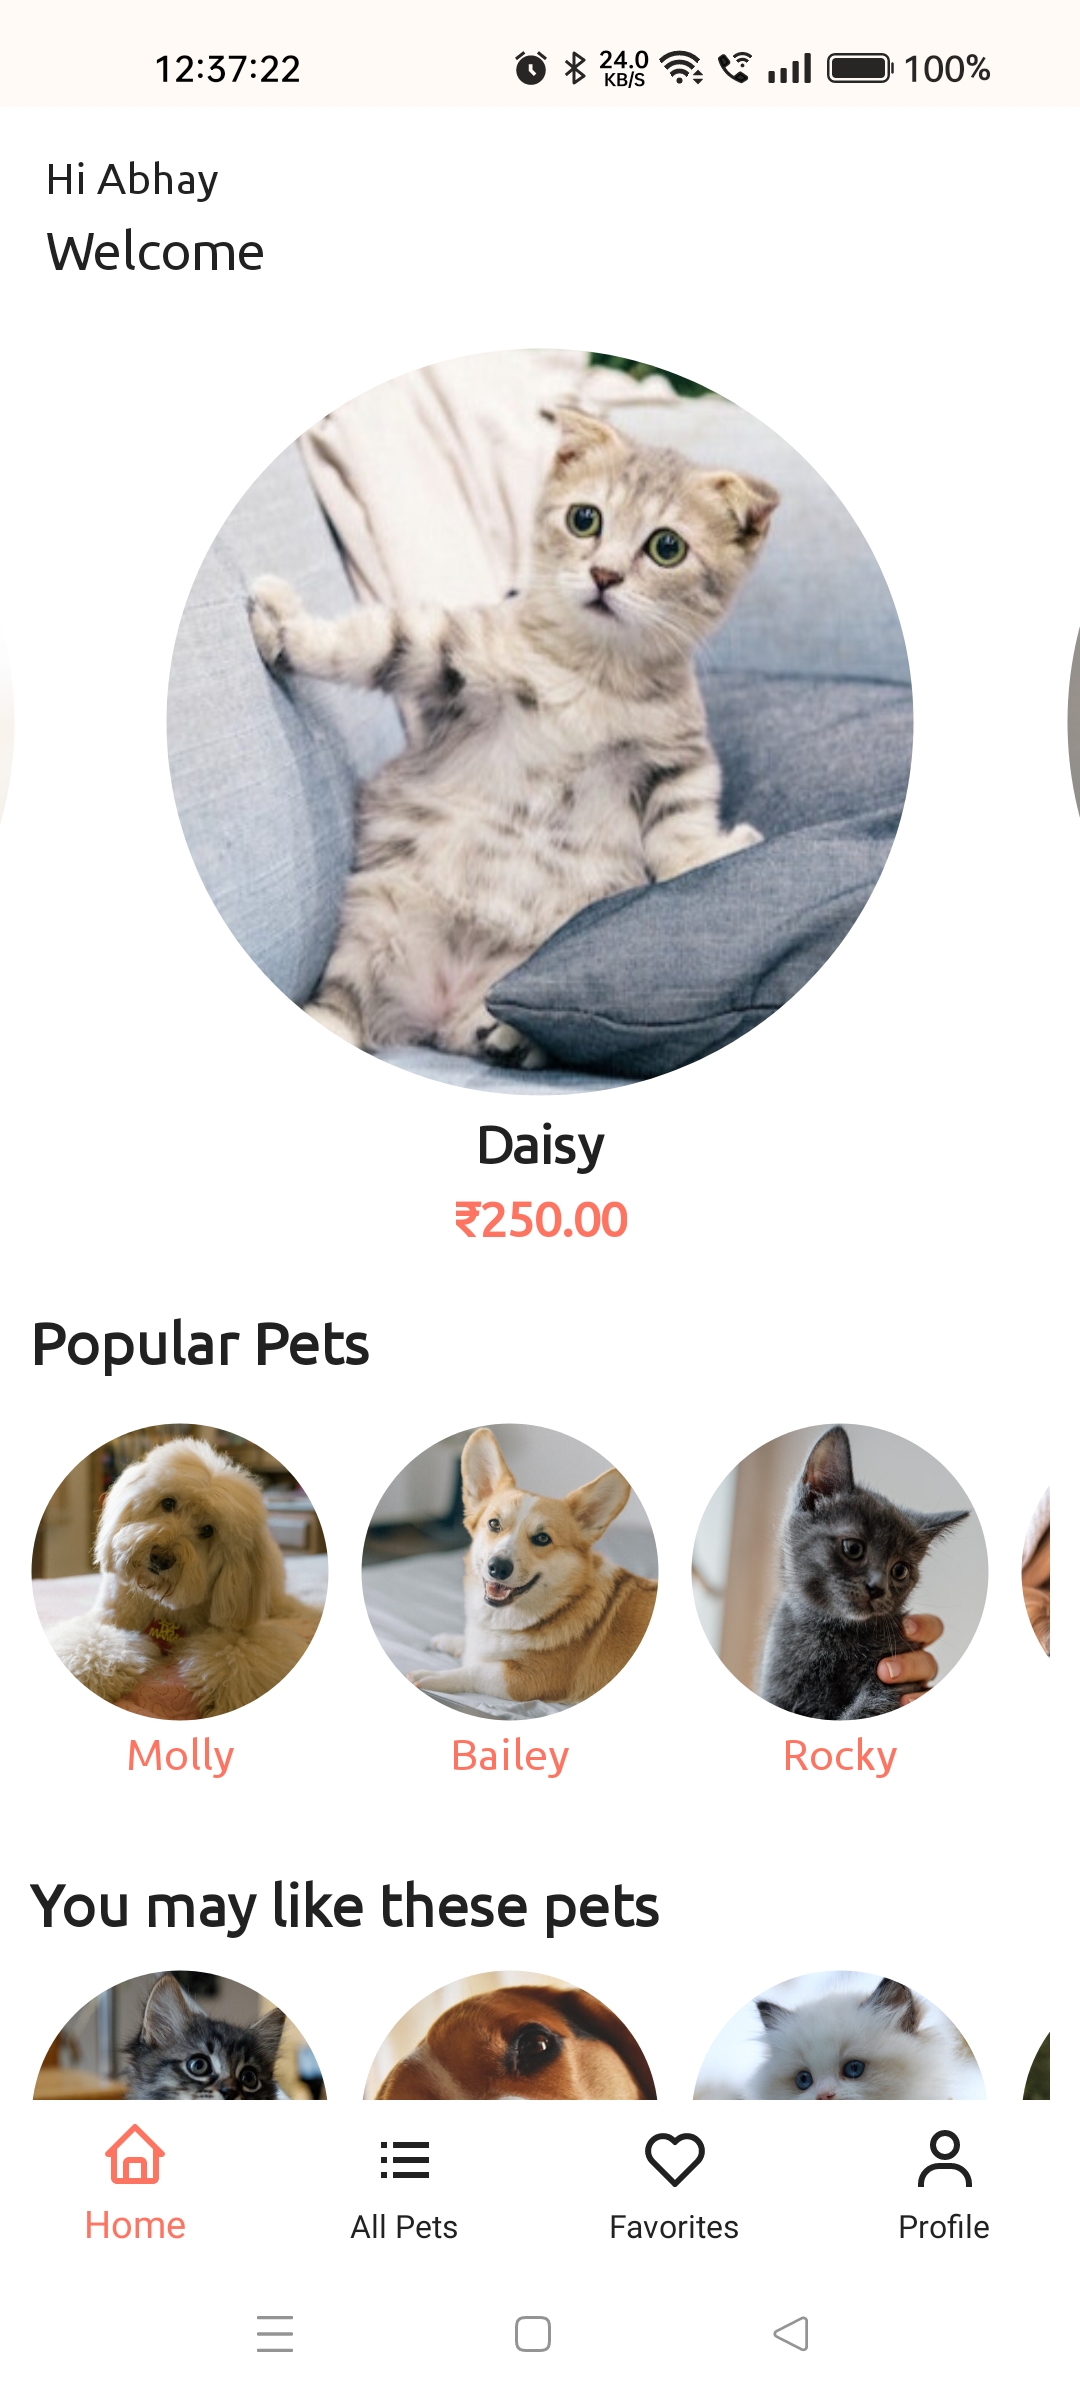 12:37:22
24.0
KB/S
100%
Hi Abhay
Welcome
Daisy
₹250.00
Popular Pets
Molly
Bailey
Rocky
You may like these pets
Home
All Pets
Favorites
Profile